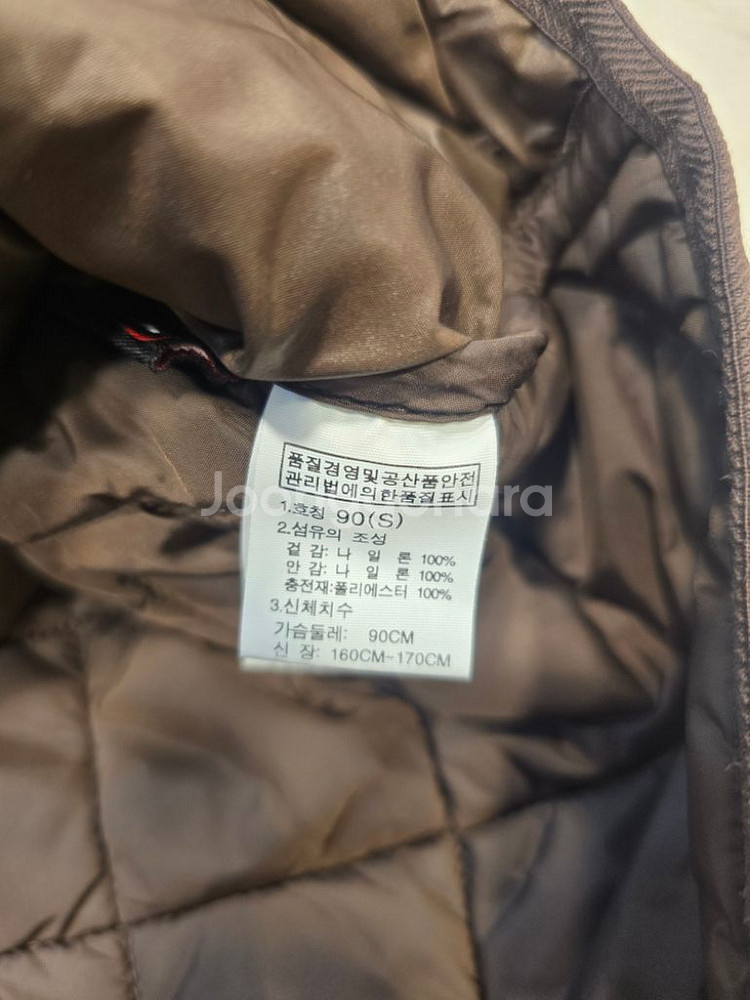 품질경영및공산품안전
관리법에의한품질표시
Joonggonara
1.호칭 90(S)
2.섬유의 조성
겉 감: 나 일 론 100%
안 감: 나 일 론 100%
충전재:폴리에스터 100%
3.신체치수
가슴둘레: 90CM
신 장: 160CM~170CM